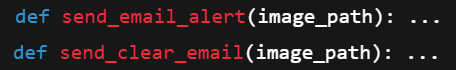 def send_email_alert(image_path): ...
def send_clear_email(image_path): ...